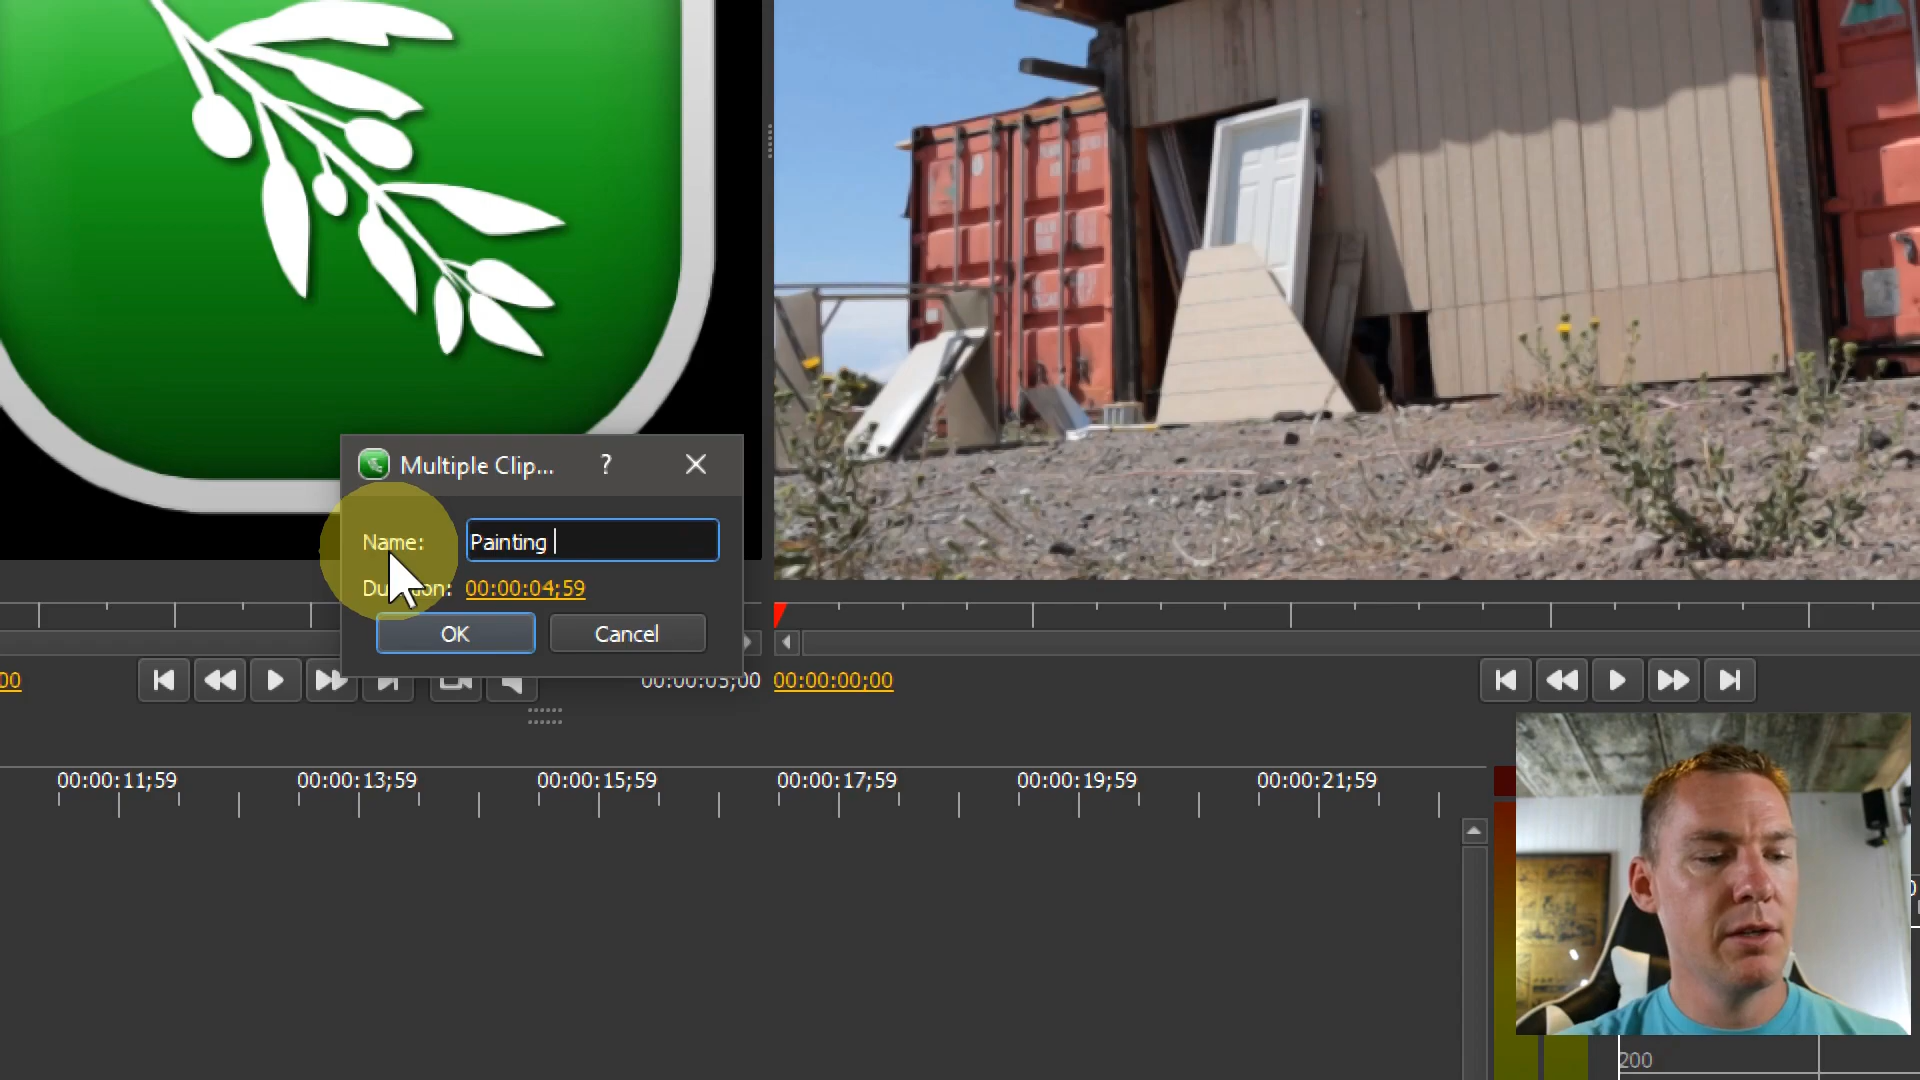 Multiple Clip... ?
Name: Painting
Duration: 00:00:04;59
OK Cancel
00 00:00:05;00 00:00:00;00
00:00:11;59 00:00:13;59 00:00:15;59 00:00:17;59 00:00:19;59 00:00:21;59
200